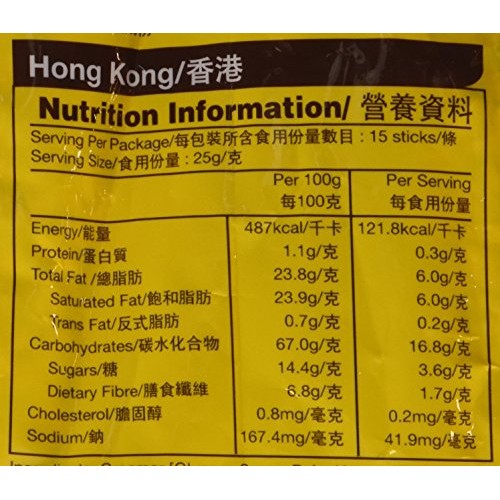 Hong Kong/香港
Nutrition Information/ 營養資料
Serving Per Package/每包裝所含食用份量數目 : 15 sticks/條
Serving Size/食用份量 : 25g/克
Per 100g Per Serving
每100克 每食用份量
Energy/能量 487kcal/千卡 121.8kcal/千卡
Protein/蛋白質 1.1g/克 0.3g/克
Total Fat /總脂肪 23.8g/克 6.0g/克
Saturated Fat/飽和脂肪 23.9g/克 6.0g/克
Trans Fat/反式脂肪 0.7g/克 0.2g/克
Carbohydrates/碳水化合物 67.0g/克 16.8g/克
Sugars/糖 14.4g/克 3.6g/克
Dietary Fibre/膳食纖維 6.8g/克 1.7g/克
Cholesterol/膽固醇 0.8mg/毫克 0.2mg/毫克
Sodium/鈉 167.4mg/毫克 41.9mg/毫克